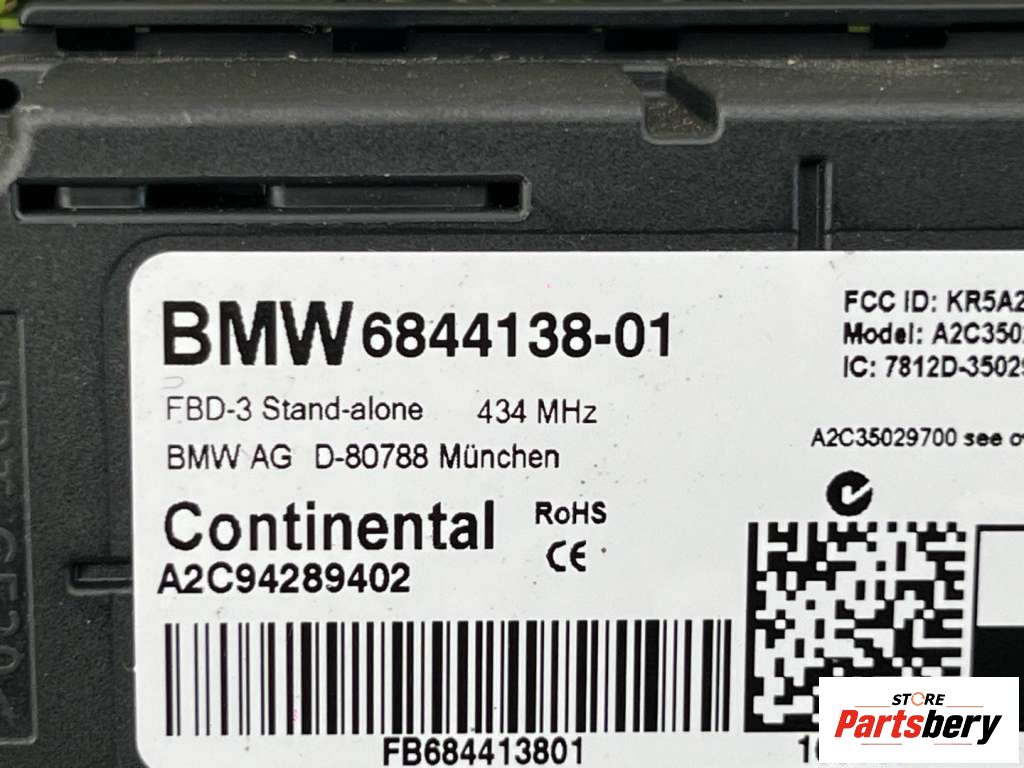 BMW 6844138-01
FBD-3 Stand-alone 434 MHz
BMW AG D-80788 München
Continental
A2C94289402
RoHS
CE
FB684413801
FCC ID: KR5A2
Model: A2C350
IC: 7812D-3502
A2C35029700 see
STORE
Partsbery